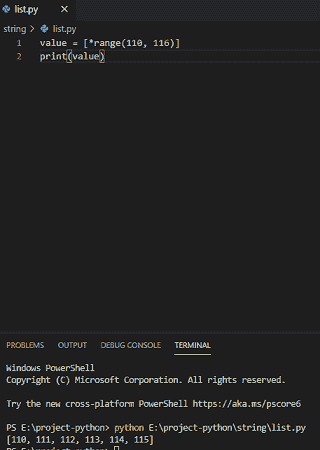 list.py
string > list.py
1 value = [*range(110, 116)]
2 print(value)
PROBLEMS OUTPUT DEBUG CONSOLE TERMINAL
Windows PowerShell
Copyright (C) Microsoft Corporation. All rights reserved.
Try the new cross-platform PowerShell https://aka.ms/pscore6
PS E:\project-python> python E:\project-python\string\list.py
[110, 111, 112, 113, 114, 115]
PS E:\project-python>